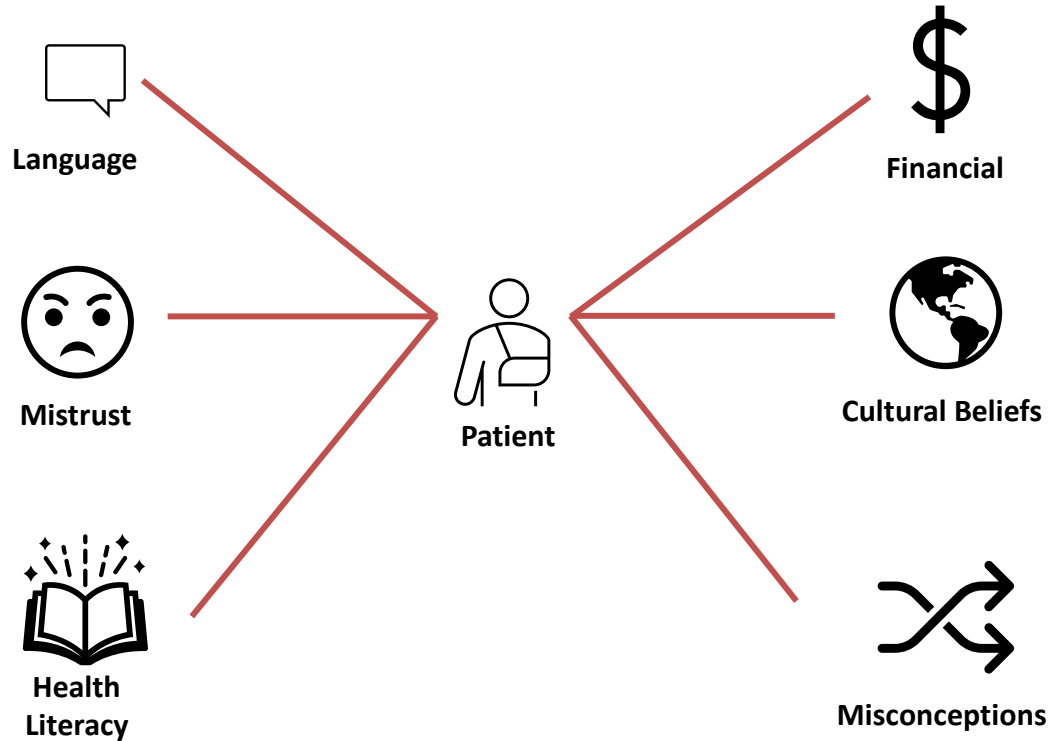 Language
Financial
Mistrust
Patient
Cultural Beliefs
Health
Literacy
Misconceptions